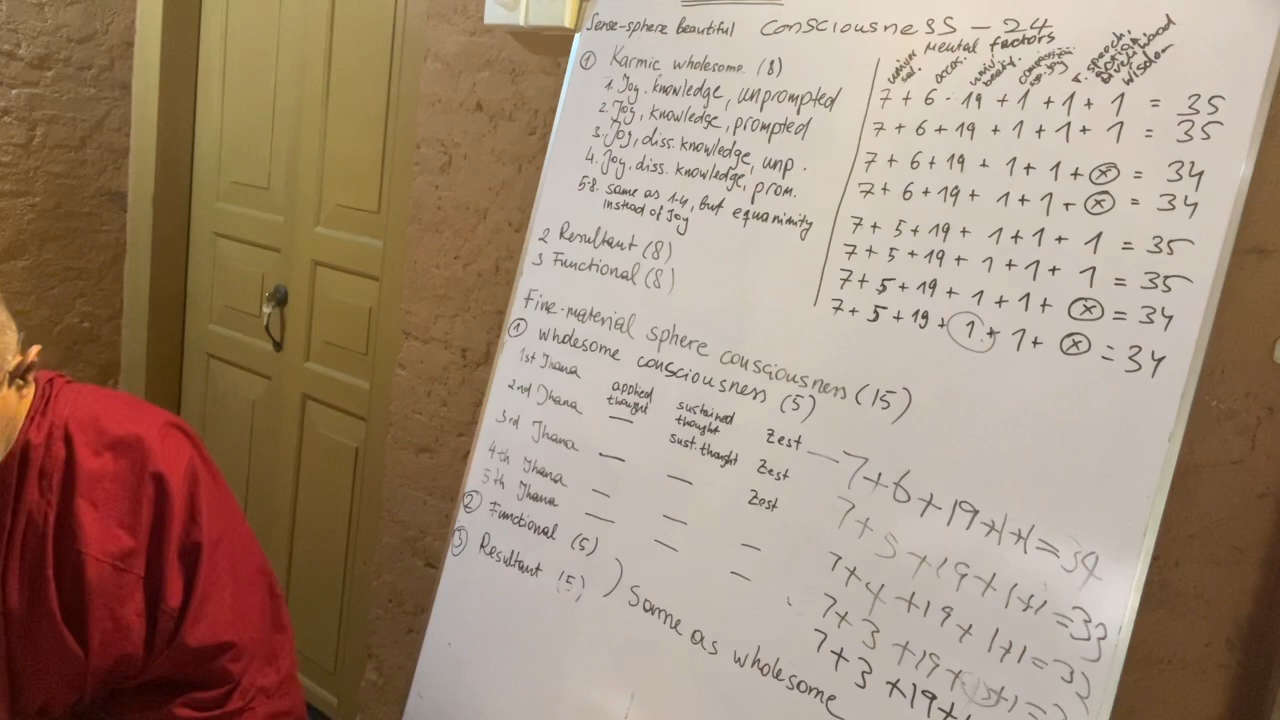 Sense-sphere beautiful consciousness - 24
① Karmic wholesome (8)
1. Joy, knowledge, unprompted
2. Joy, knowledge, prompted
3. Joy, diss. knowledge, unp.
4. Joy, diss. knowledge, prom.
5-8. same as 1-4, but equanimity
instead of Joy
2 Resultant (8)
3 Functional (8)
Mental factors
occas.
r. speech,
wisdom
7 + 6 - 19 + 1 + 1 + 1 = 35
7 + 6 + 19 + 1 + 1 + 1 = 35
7 + 6 + 19 + 1 + 1 + ⓧ = 34
7 + 6 + 19 + 1 + 1 + ⓧ = 34
7 + 5 + 19 + 1 + 1 + 1 = 35
7 + 5 + 19 + 1 + 1 + 1 = 35
7 + 5 + 19 + 1 + 1 + ⓧ = 34
7 + 5 + 19 + 1 + 1 + ⓧ = 34
Fine-material sphere consciousness (15)
① wholesome consciousness (5)
1st Jhana applied thought sustained thought Zest — 7+6+19+1+1=34
2nd Jhana — sust. thought Zest 7+5+19+1+1=33
3rd Jhana — — Zest 7+4+19+1+1=32
4th Jhana — — — 7+3+19+1+1=
5th Jhana — — — 7+3+19+
② Functional (5)
③ Resultant (5) ) Same as wholesome